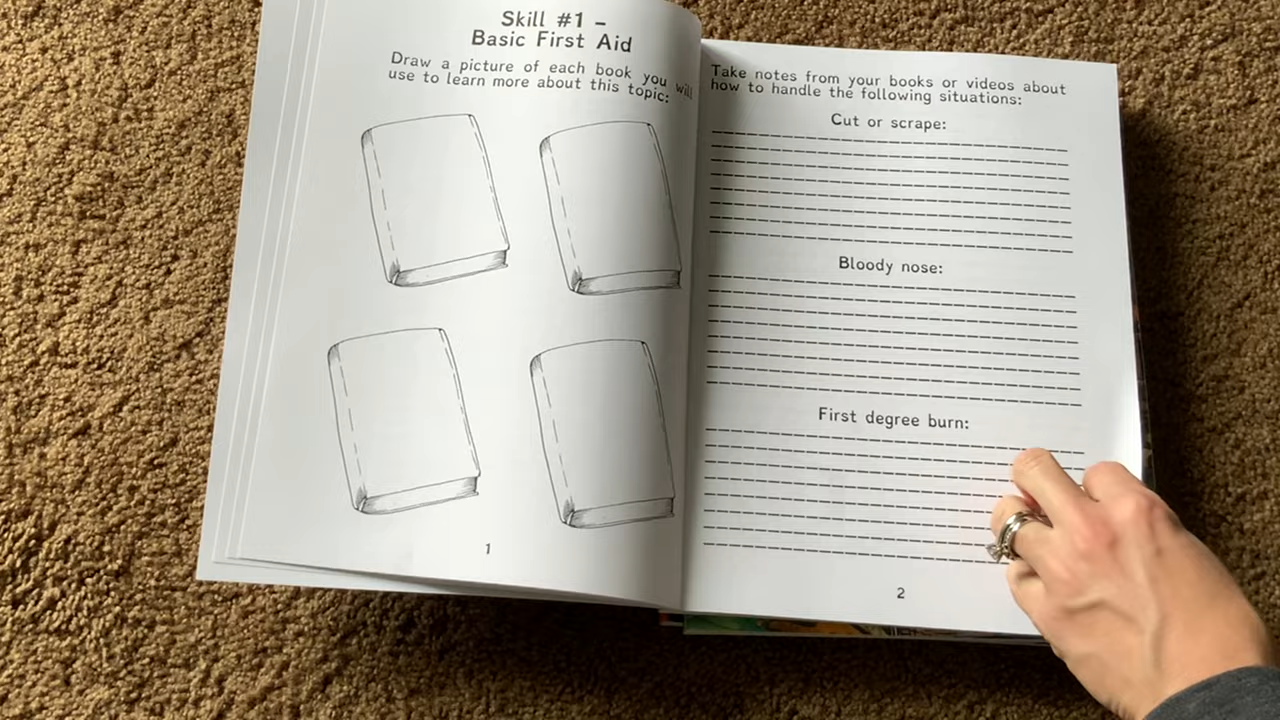 Skill #1 –
Basic First Aid
Draw a picture of each book you will
use to learn more about this topic:
1
Take notes from your books or videos about
how to handle the following situations:
Cut or scrape:
Bloody nose:
First degree burn:
2